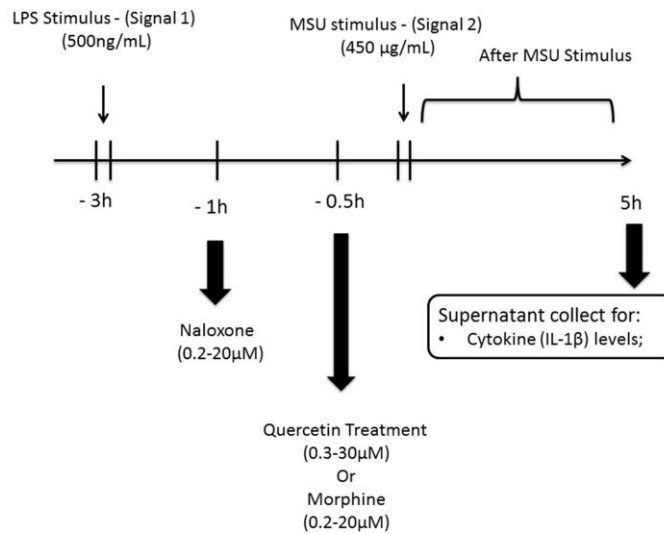 LPS Stimulus - (Signal 1)
(500ng/mL)
MSU stimulus - (Signal 2)
(450 µg/mL)
After MSU Stimulus
- 3h
- 1h
- 0.5h
5h
Naloxone
(0.2-20µM)
Supernatant collect for:
• Cytokine (IL-1β) levels;
Quercetin Treatment
(0.3-30µM)
Or
Morphine
(0.2-20µM)